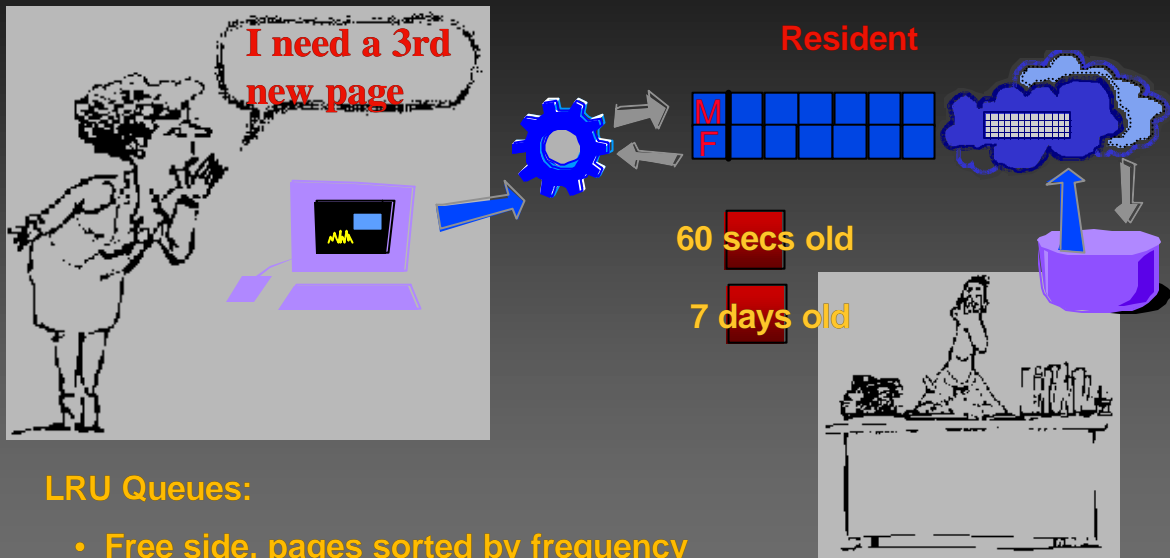 I need a 3rd
new page
Resident
M
F
60 secs old
7 days old
LRU Queues:
• Free side, pages sorted by frequency